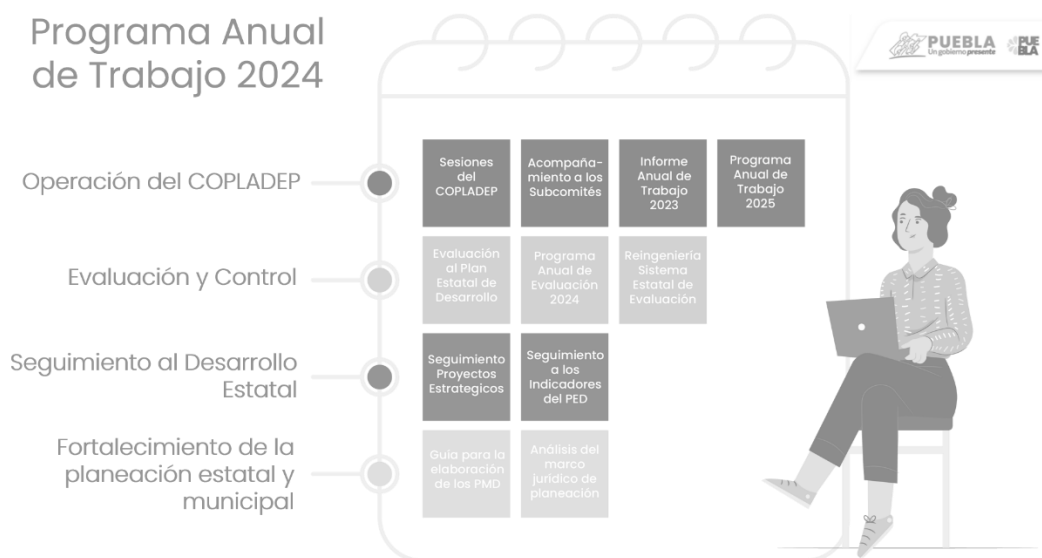 Programa Anual
de Trabajo 2024
PUEBLA
Un gobierno presente
PUE
BLA
Operación del COPLADEP
Sesiones
del
COPLADEP
Acompaña-
miento a los
Subcomités
Informe
Anual de
Trabajo
2023
Programa
Anual de
Trabajo
2025
Evaluación y Control
Evaluación
al Plan
Estatal de
Desarrollo
Programa
Anual de
Evaluación
2024
Reingeniería
Sistema
Estatal de
Evaluación
Seguimiento al Desarrollo
Estatal
Seguimiento
Proyectos
Estrategicos
Seguimiento
a los
Indicadores
del PED
Fortalecimiento de la
planeación estatal y
municipal
Guía para la
elaboración
de los PMD
Análisis del
marco
jurídico de
planeación